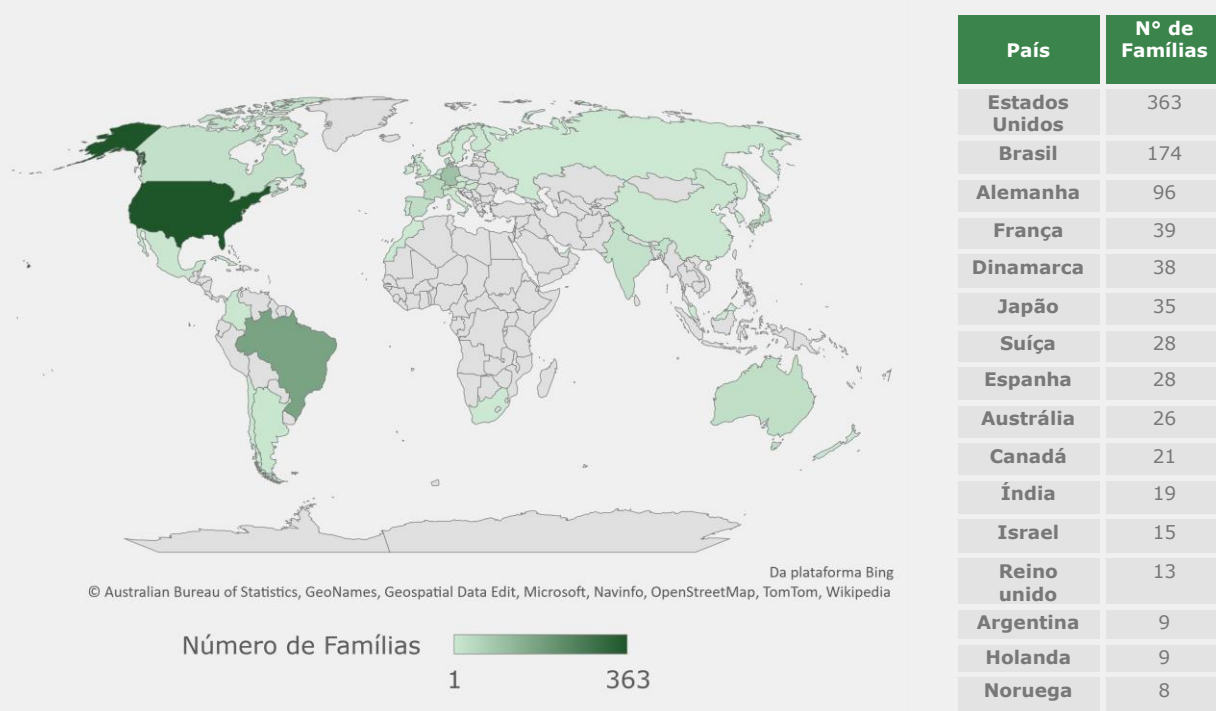 Da plataforma Bing
© Australian Bureau of Statistics, GeoNames, Geospatial Data Edit, Microsoft, Navinfo, OpenStreetMap, TomTom, Wikipedia
Número de Famílias
1 363
País N° de Famílias
Estados Unidos 363
Brasil 174
Alemanha 96
França 39
Dinamarca 38
Japão 35
Suíça 28
Espanha 28
Austrália 26
Canadá 21
Índia 19
Israel 15
Reino unido 13
Argentina 9
Holanda 9
Noruega 8